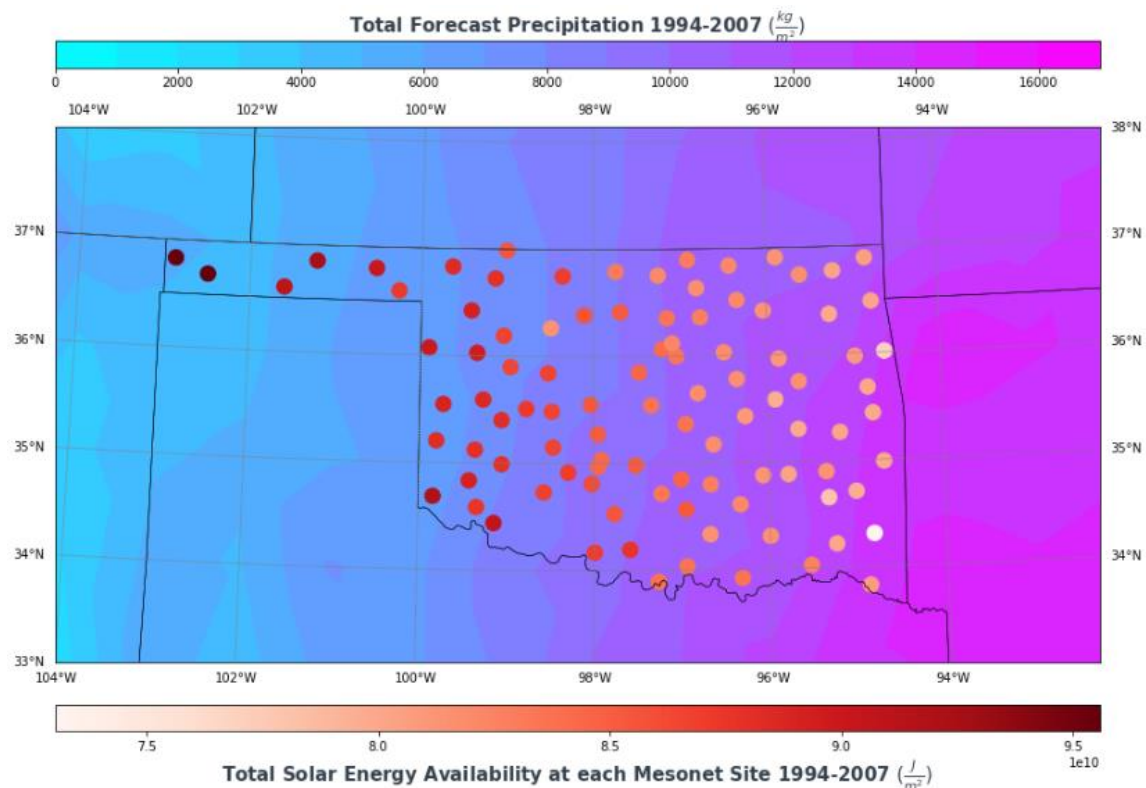 Total Forecast Precipitation 1994-2007 (kg/m²)
0 2000 4000 6000 8000 10000 12000 14000 16000
104°W 102°W 100°W 98°W 96°W 94°W
38°N
37°N 37°N
36°N 36°N
35°N 35°N
34°N 34°N
33°N 33°N
104°W 102°W 100°W 98°W 96°W 94°W
7.5 8.0 8.5 9.0 9.5
1e10
Total Solar Energy Availability at each Mesonet Site 1994-2007 (J/m²)